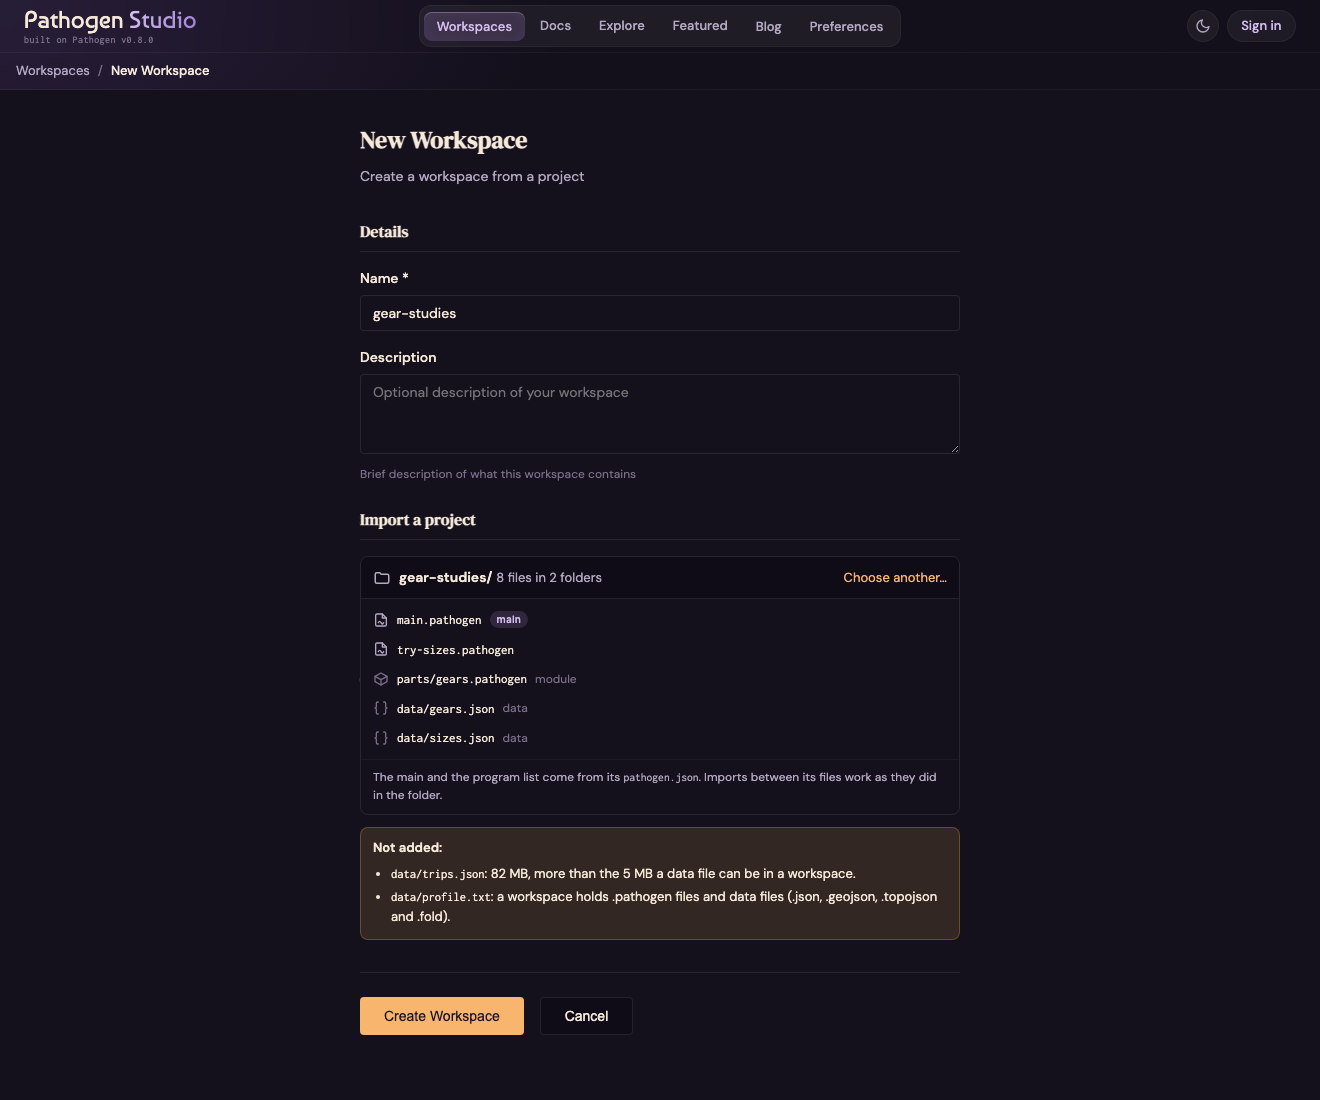 Pathogen Studio
built on Pathogen v0.8.0
Workspaces Docs Explore Featured Blog Preferences
Sign in
Workspaces / New Workspace
New Workspace
Create a workspace from a project
Details
Name *
gear-studies
Description
Optional description of your workspace
Brief description of what this workspace contains
Import a project
gear-studies/ 8 files in 2 folders Choose another…
main.pathogen main
try-sizes.pathogen
parts/gears.pathogen module
data/gears.json data
data/sizes.json data
The main and the program list come from its pathogen.json. Imports between its files work as they did
in the folder.
Not added:
• data/trips.json: 82 MB, more than the 5 MB a data file can be in a workspace.
• data/profile.txt: a workspace holds .pathogen files and data files (.json, .geojson, .topojson
and .fold).
Create Workspace Cancel